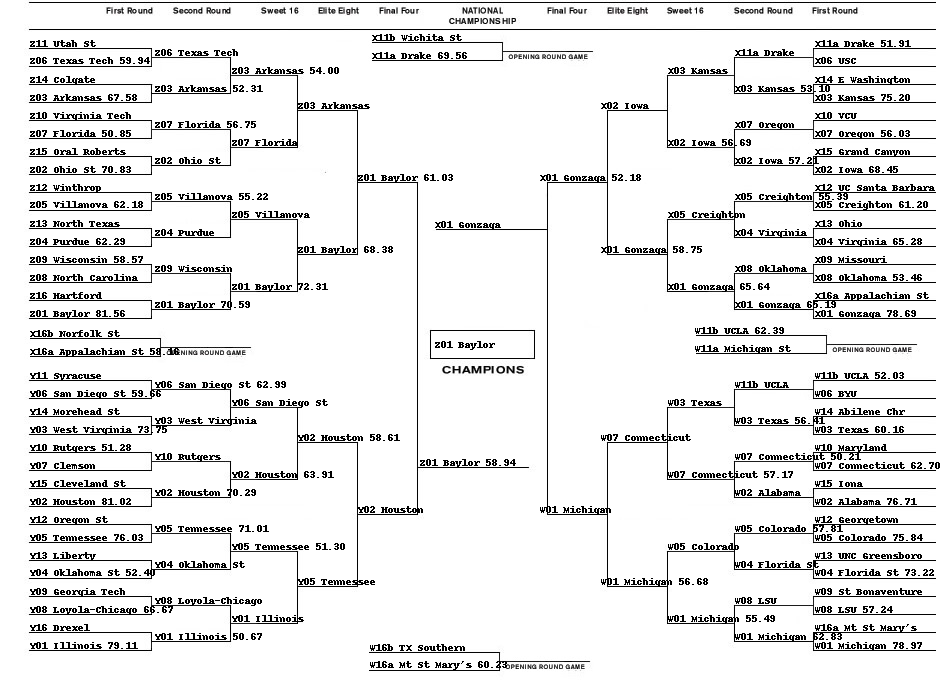 First Round Second Round Sweet 16 Elite Eight Final Four NATIONAL CHAMPIONSHIP Final Four Elite Eight Sweet 16 Second Round First Round
X11b Wichita St
X11a Drake 69.56
OPENING ROUND GAME
Z11 Utah St
Z06 Texas Tech 59.94
Z14 Colgate
Z03 Arkansas 67.58
Z10 Virginia Tech
Z07 Florida 50.85
Z15 Oral Roberts
Z02 Ohio St 70.83
Z12 Winthrop
Z05 Villanova 62.18
Z13 North Texas
Z04 Purdue 62.29
Z09 Wisconsin 58.57
Z08 North Carolina
Z16 Hartford
Z01 Baylor 81.56
Z06 Texas Tech
Z03 Arkansas 52.31
Z07 Florida 56.75
Z02 Ohio St
Z05 Villanova 55.22
Z04 Purdue
Z09 Wisconsin
Z01 Baylor 70.59
Z03 Arkansas 54.00
Z07 Florida
Z05 Villanova
Z01 Baylor 72.31
Z03 Arkansas
Z01 Baylor 68.38
Z01 Baylor 61.03
X16b Norfolk St
X16a Appalachian St 58.16
OPENING ROUND GAME
Y11 Syracuse
Y06 San Diego St 59.66
Y14 Morehead St
Y03 West Virginia 73.75
Y10 Rutgers 51.28
Y07 Clemson
Y15 Cleveland St
Y02 Houston 81.02
Y12 Oregon St
Y05 Tennessee 76.03
Y13 Liberty
Y04 Oklahoma St 52.40
Y09 Georgia Tech
Y08 Loyola-Chicago 66.67
Y16 Drexel
Y01 Illinois 79.11
Y06 San Diego St 62.99
Y03 West Virginia
Y10 Rutgers
Y02 Houston 70.29
Y05 Tennessee 71.01
Y04 Oklahoma St
Y08 Loyola-Chicago
Y01 Illinois 50.67
Y06 San Diego St
Y02 Houston 63.91
Y05 Tennessee 51.30
Y01 Illinois
Y02 Houston 58.61
Y05 Tennessee
Y02 Houston
Z01 Baylor 58.94
X01 Gonzaga
Z01 Baylor
CHAMPIONS
W16b TX Southern
W16a Mt St Mary's 60.23
OPENING ROUND GAME
X01 Gonzaga 52.18
W01 Michigan
X02 Iowa
X01 Gonzaga 58.75
X03 Kansas
X02 Iowa 56.69
X05 Creighton
X01 Gonzaga 65.64
X11a Drake
X03 Kansas 53.10
X07 Oregon
X02 Iowa 57.21
X05 Creighton 55.39
X04 Virginia
X08 Oklahoma
X01 Gonzaga 65.19
X11a Drake 51.91
X06 USC
X14 E Washington
X03 Kansas 75.20
X10 VCU
X07 Oregon 56.03
X15 Grand Canyon
X02 Iowa 68.45
X12 UC Santa Barbara
X05 Creighton 61.20
X13 Ohio
X04 Virginia 65.28
X09 Missouri
X08 Oklahoma 53.46
X16a Appalachian St
X01 Gonzaga 78.69
W11b UCLA 62.39
W11a Michigan St
OPENING ROUND GAME
W07 Connecticut
W01 Michigan 56.68
W03 Texas
W07 Connecticut 57.17
W05 Colorado
W01 Michigan 55.49
W11b UCLA
W03 Texas 56.41
W07 Connecticut 50.21
W02 Alabama
W05 Colorado 57.81
W04 Florida St
W08 LSU
W01 Michigan 62.83
W11b UCLA 52.03
W06 BYU
W14 Abilene Chr
W03 Texas 60.16
W10 Maryland
W07 Connecticut 62.70
W15 Iona
W02 Alabama 76.71
W12 Georgetown
W05 Colorado 75.84
W13 UNC Greensboro
W04 Florida St 73.22
W09 St Bonaventure
W08 LSU 57.24
W16a Mt St Mary's
W01 Michigan 78.97